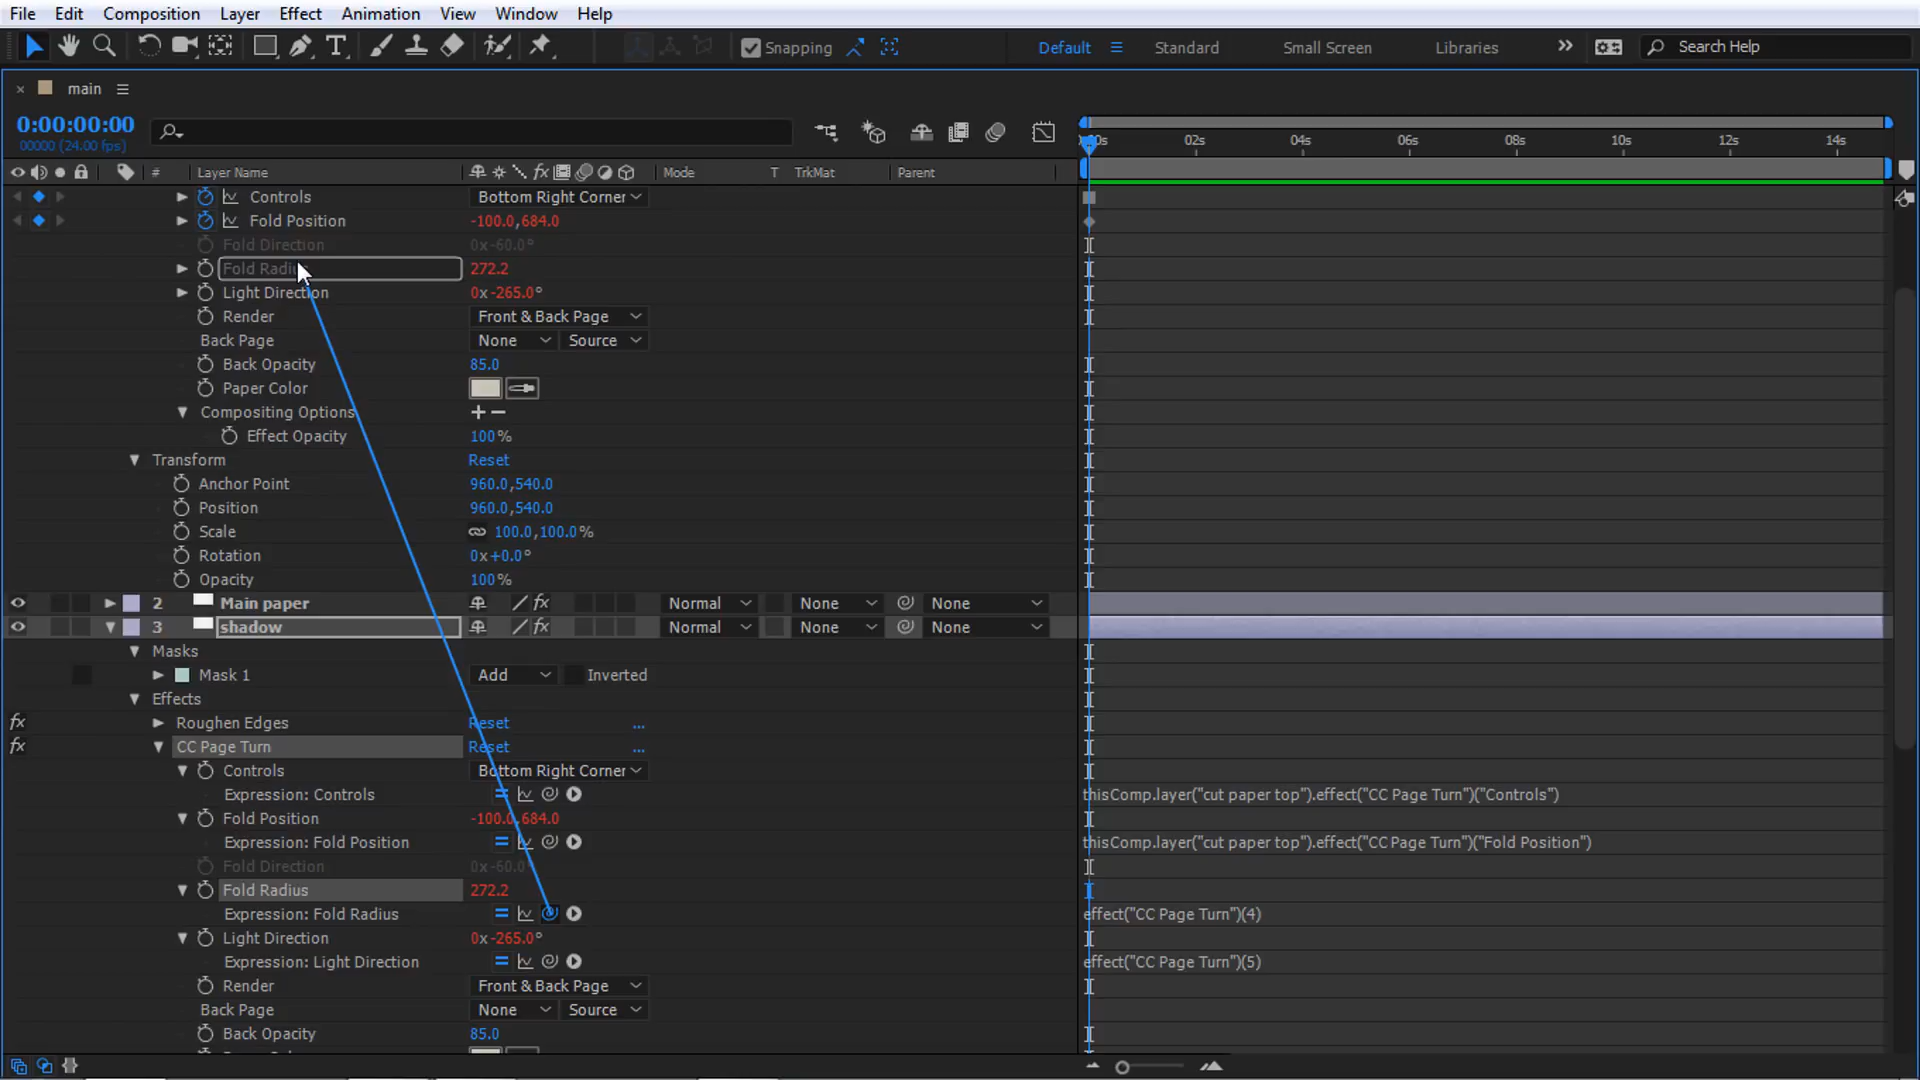 File Edit Composition Layer Effect Animation View Window Help
Snapping Default Standard Small Screen Libraries Search Help
main
0:00:00:00
00000 (24.00 fps)
02s 04s 06s 08s 10s 12s 14s
# Layer Name Mode T TrkMat Parent
Controls Bottom Right Corner
Fold Position -100.0,684.0
Fold Direction 0x-60.0°
Fold Radius 272.2
Light Direction 0x-265.0°
Render Front & Back Page
Back Page None Source
Back Opacity 85.0
Paper Color
Compositing Options + −
Effect Opacity 100%
Transform Reset
Anchor Point 960.0,540.0
Position 960.0,540.0
Scale 100.0,100.0%
Rotation 0x+0.0°
Opacity 100%
2 Main paper Normal None None
3 shadow Normal None None
Masks
Mask 1 Add Inverted
Effects
fx Roughen Edges Reset ...
fx CC Page Turn Reset ...
Controls Bottom Right Corner
Expression: Controls thisComp.layer("cut paper top").effect("CC Page Turn")("Controls")
Fold Position -100.0,684.0
Expression: Fold Position thisComp.layer("cut paper top").effect("CC Page Turn")("Fold Position")
Fold Direction 0x-60.0°
Fold Radius 272.2
Expression: Fold Radius effect("CC Page Turn")(4)
Light Direction 0x-265.0°
Expression: Light Direction effect("CC Page Turn")(5)
Render Front & Back Page
Back Page None Source
Back Opacity 85.0